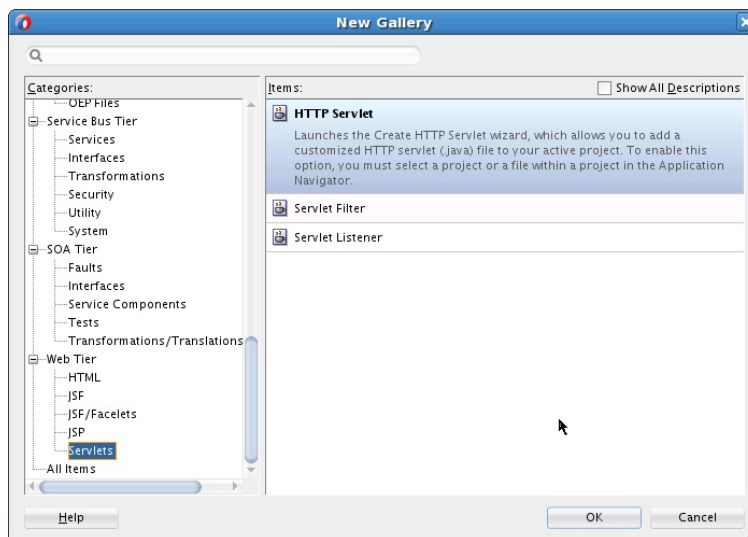 New Gallery
Categories:
OEP Files
Service Bus Tier
Services
Interfaces
Transformations
Security
Utility
System
SOA Tier
Faults
Interfaces
Service Components
Tests
Transformations/Translations
Web Tier
HTML
JSF
JSF/Facelets
JSP
Servlets
All Items
Items:
Show All Descriptions
HTTP Servlet
Launches the Create HTTP Servlet wizard, which allows you to add a
customized HTTP servlet (.java) file to your active project. To enable this
option, you must select a project or a file within a project in the Application
Navigator.
Servlet Filter
Servlet Listener
Help
OK
Cancel